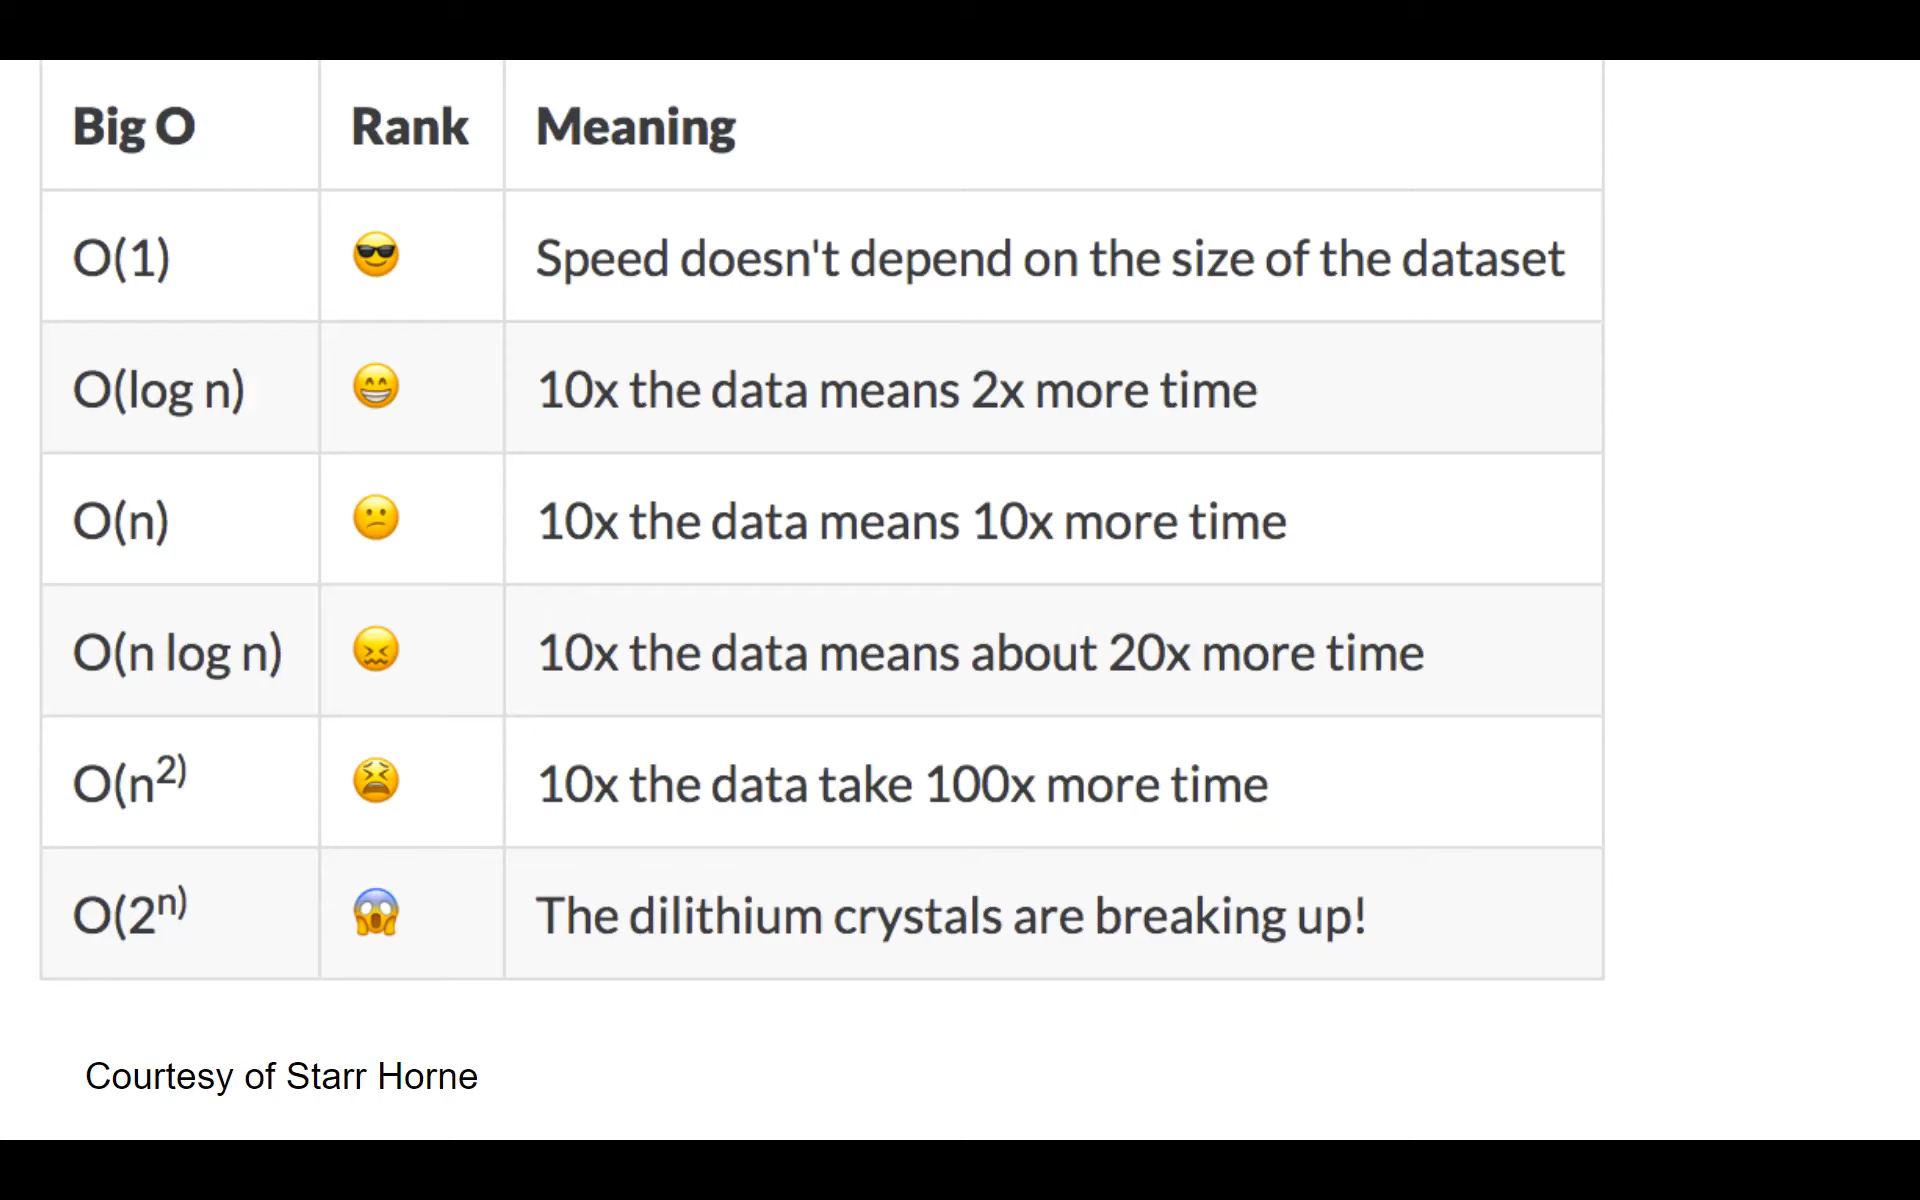 Big O Rank Meaning
O(1) 😎 Speed doesn't depend on the size of the dataset
O(log n) 😁 10x the data means 2x more time
O(n) 😕 10x the data means 10x more time
O(n log n) 😖 10x the data means about 20x more time
O(n²⁾ 😫 10x the data take 100x more time
O(2ⁿ⁾ 😱 The dilithium crystals are breaking up!
Courtesy of Starr Horne